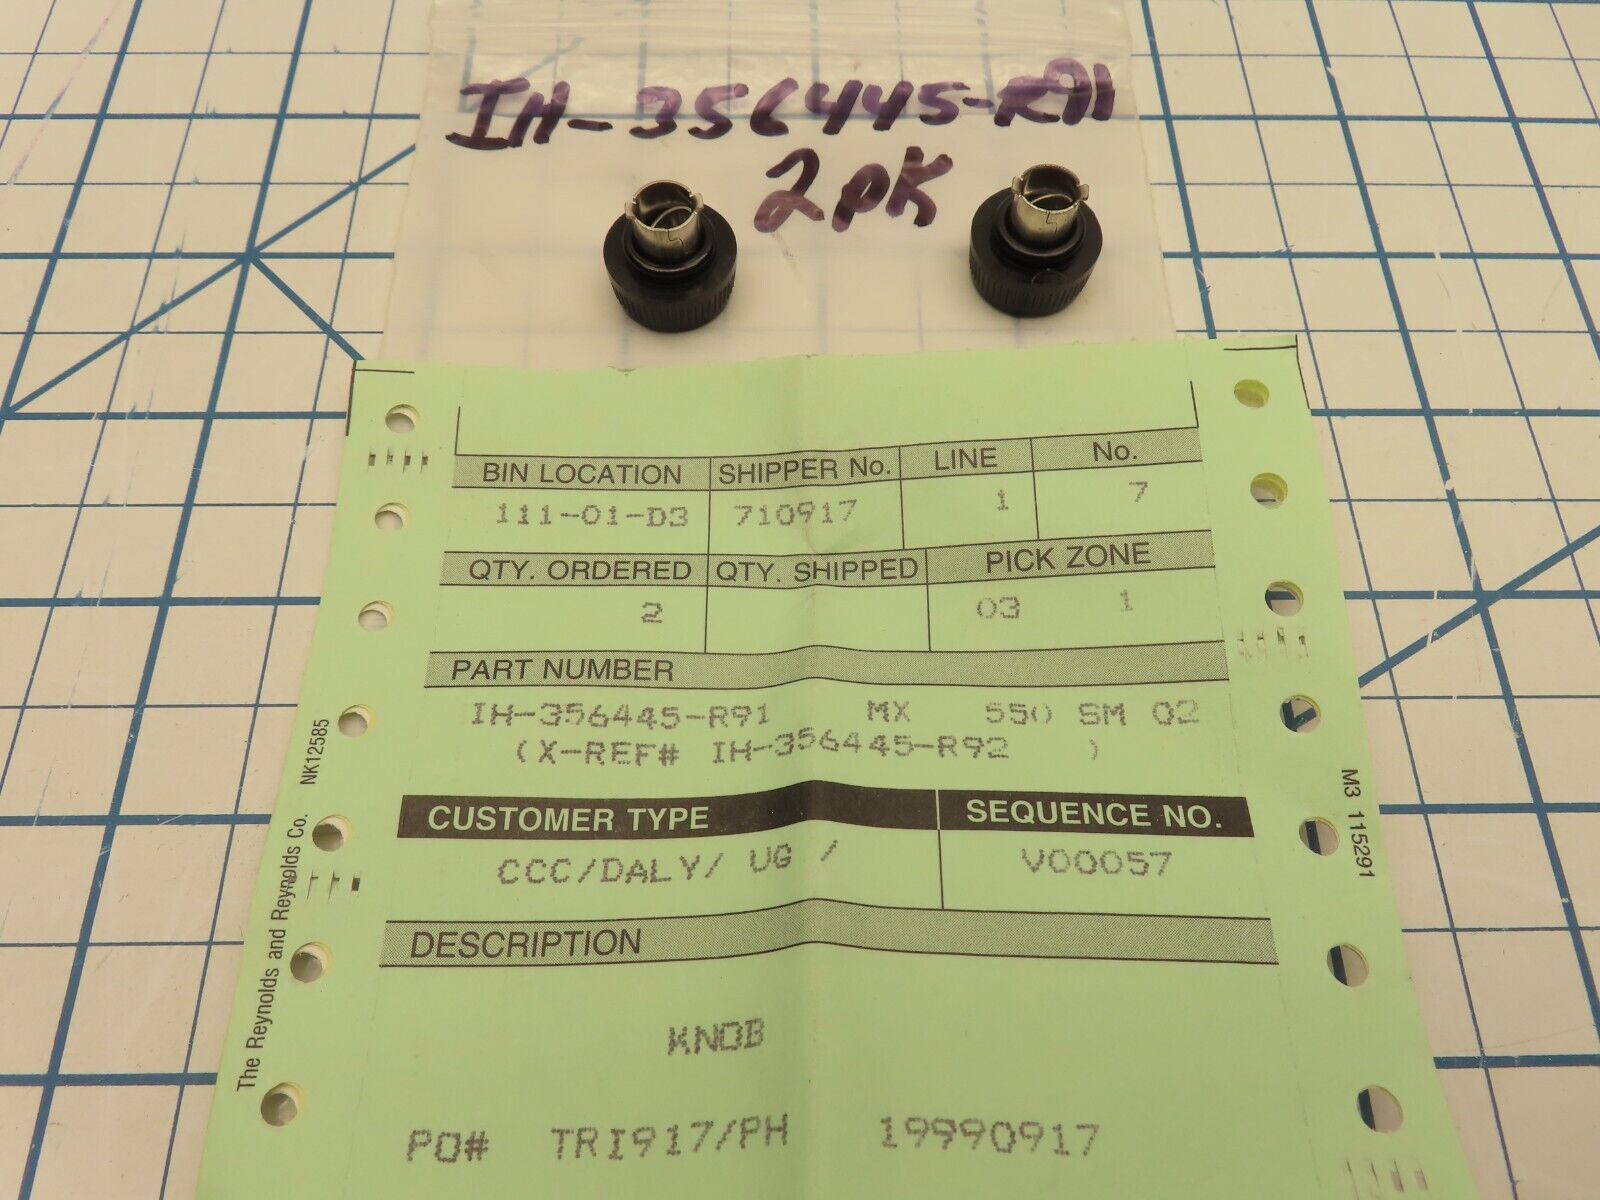 IH-356445-R91
2PK
BIN LOCATION SHIPPER No. LINE No.
111-01-D3 710917 1 7
QTY. ORDERED QTY. SHIPPED PICK ZONE
2 03 1
PART NUMBER
IH-356445-R91 MX 550 SM 02
(X-REF# IH-356445-R92 )
CUSTOMER TYPE SEQUENCE NO.
CCC/DALY/ UG / V00057
DESCRIPTION
KNOB
PO# TRI917/PH 19990917
The Reynolds and Reynolds Co. NK12585
M3 115291